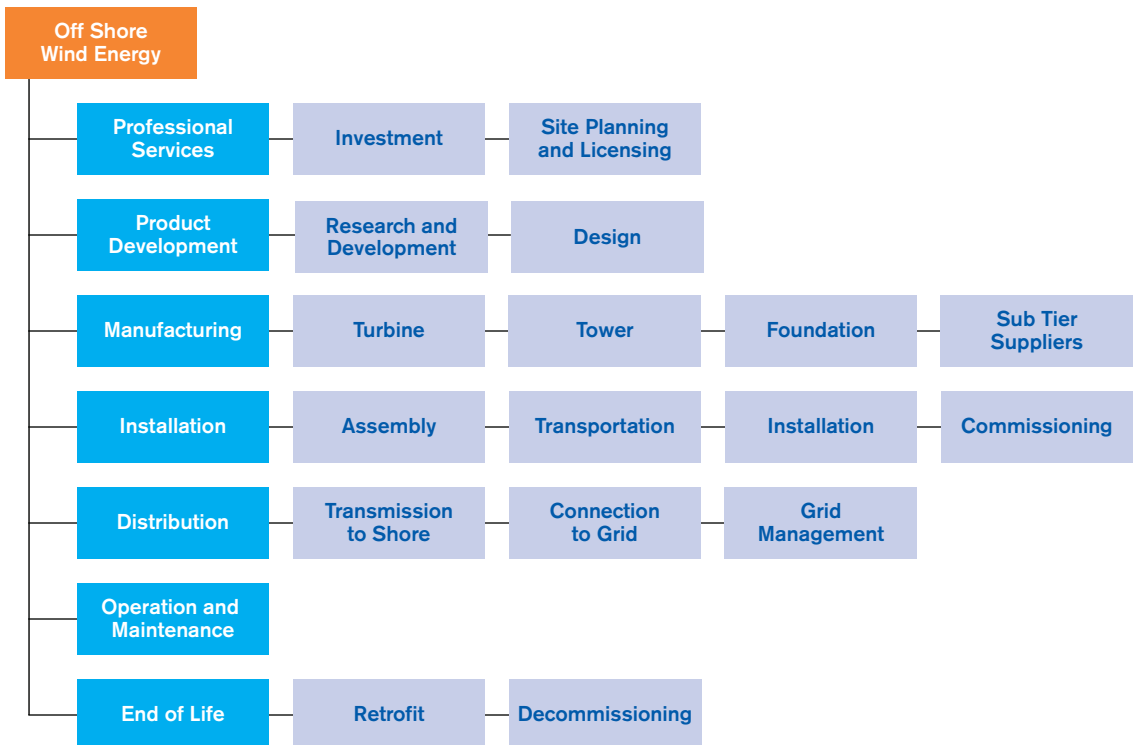 Off Shore
Wind Energy
Professional
Services
Investment
Site Planning
and Licensing
Product
Development
Research and
Development
Design
Manufacturing
Turbine
Tower
Foundation
Sub Tier
Suppliers
Installation
Assembly
Transportation
Installation
Commissioning
Distribution
Transmission
to Shore
Connection
to Grid
Grid
Management
Operation and
Maintenance
End of Life
Retrofit
Decommissioning